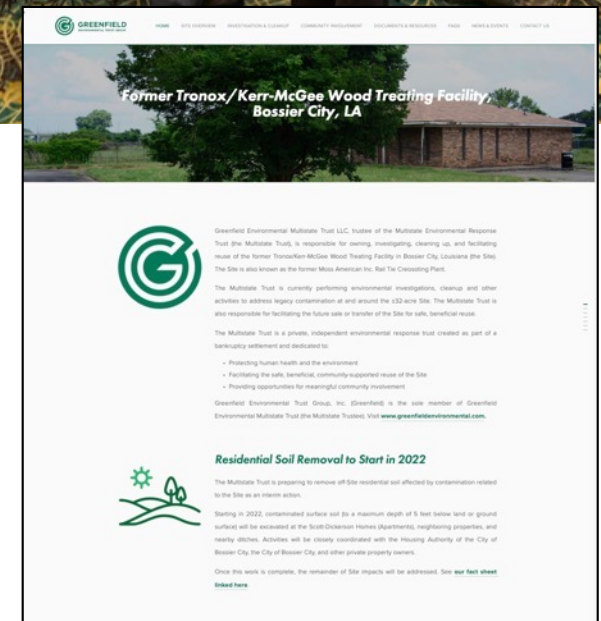 GREENFIELD
ENVIRONMENTAL TRUST GROUP
HOME SITE OVERVIEW INVESTIGATION & CLEANUP COMMUNITY INVOLVEMENT DOCUMENTS & RESOURCES FAQS NEWS & EVENTS CONTACT US
Former Tronox/Kerr-McGee Wood Treating Facility,
Bossier City, LA
Greenfield Environmental Multistate Trust LLC, trustee of the Multistate Environmental Response
Trust (the Multistate Trust), is responsible for owning, investigating, cleaning up, and facilitating
reuse of the former Tronox/Kerr-McGee Wood Treating Facility in Bossier City, Louisiana (the Site).
The Site is also known as the former Moss American Inc. Rail Tie Creosoting Plant.
The Multistate Trust is currently performing environmental investigations, cleanup and other
activities to address legacy contamination at and around the ±32-acre Site. The Multistate Trust is
also responsible for facilitating the future sale or transfer of the Site for safe, beneficial reuse.
The Multistate Trust is a private, independent environmental response trust created as part of a
bankruptcy settlement and dedicated to:
• Protecting human health and the environment
• Facilitating the safe, beneficial, community-supported reuse of the Site
• Providing opportunities for meaningful community involvement
Greenfield Environmental Trust Group, Inc. (Greenfield) is the sole member of Greenfield
Environmental Multistate Trust (the Multistate Trustee). Visit www.greenfieldenvironmental.com.
Residential Soil Removal to Start in 2022
The Multistate Trust is preparing to remove off-Site residential soil affected by contamination related
to the Site as an interim action.
Starting in 2022, contaminated surface soil (to a maximum depth of 5 feet below land or ground
surface) will be excavated at the Scott-Dickerson Homes (Apartments), neighboring properties, and
nearby ditches. Activities will be closely coordinated with the Housing Authority of the City of
Bossier City, the City of Bossier City, and other private property owners.
Once this work is complete, the remainder of Site impacts will be addressed. See our fact sheet
linked here.